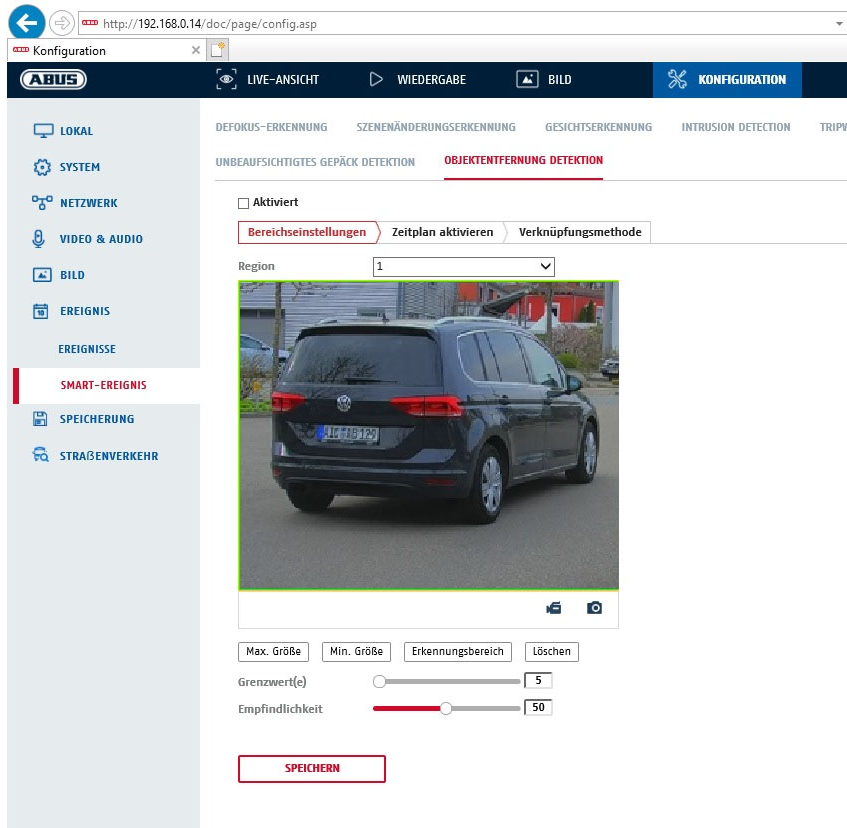 http://192.168.0.14/doc/page/config.asp
Konfiguration
ABUS LIVE-ANSICHT WIEDERGABE BILD KONFIGURATION
LOKAL
SYSTEM
NETZWERK
VIDEO & AUDIO
BILD
EREIGNIS
EREIGNISSE
SMART-EREIGNIS
SPEICHERUNG
STRAßENVERKEHR
DEFOKUS-ERKENNUNG SZENENÄNDERUNGSERKENNUNG GESICHTSERKENNUNG INTRUSION DETECTION
UNBEAUFSICHTIGTES GEPÄCK DETEKTION OBJEKTENTFERNUNG DETEKTION
Aktiviert
Bereichseinstellungen Zeitplan aktivieren Verknüpfungsmethode
Region 1
Max. Größe Min. Größe Erkennungsbereich Löschen
Grenzwert(e) 5
Empfindlichkeit 50
SPEICHERN